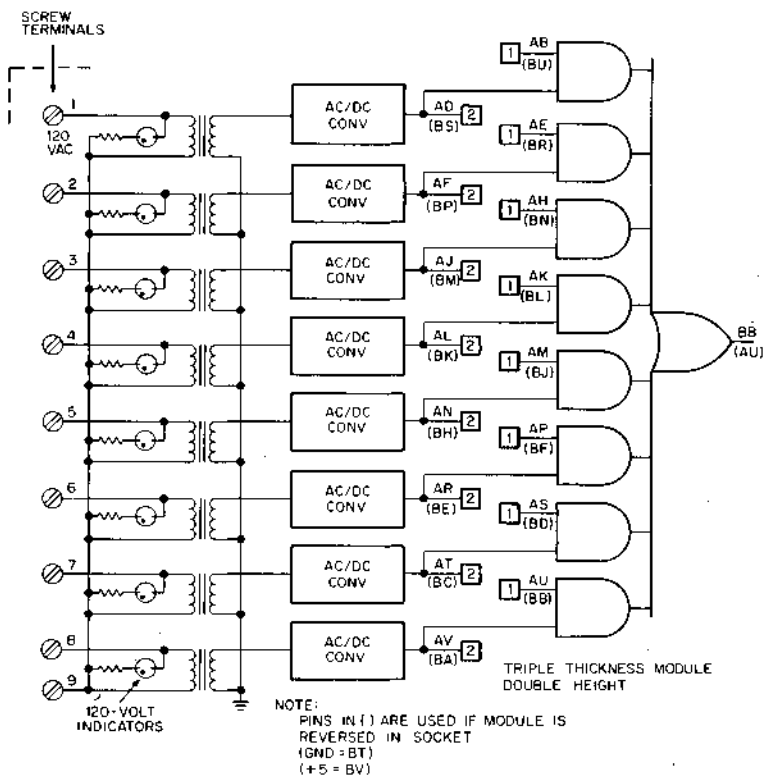 SCREW
TERMINALS
1
120
VAC
2
3
4
5
6
7
8
9
120-VOLT
INDICATORS
AC/DC
CONV
AD
(BS)
2
AC/DC
CONV
AF
(BP)
2
AC/DC
CONV
AJ
(BM)
2
AC/DC
CONV
AL
(BK)
2
AC/DC
CONV
AN
(BH)
2
AC/DC
CONV
AR
(BE)
2
AC/DC
CONV
AT
(BC)
2
AC/DC
CONV
AV
(BA)
2
1
AB
(BU)
1
AE
(BR)
1
AH
(BN)
1
AK
(BL)
1
AM
(BJ)
1
AP
(BF)
1
AS
(BD)
1
AU
(BB)
BB
(AU)
TRIPLE THICKNESS MODULE
DOUBLE HEIGHT
NOTE:
PINS IN ( ) ARE USED IF MODULE IS
REVERSED IN SOCKET
(GND = BT)
(+5 = BV)